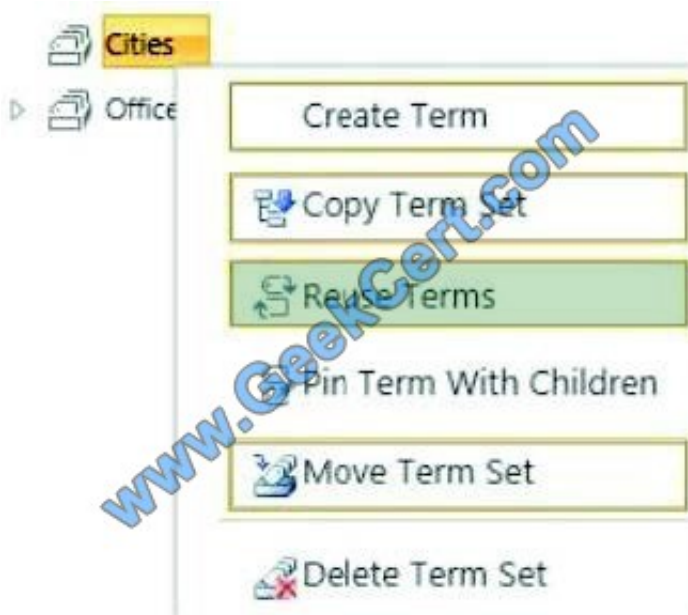 Cities
Office
Create Term
Copy Term Set
Reuse Terms
Pin Term With Children
Move Term Set
Delete Term Set
www.GeekCert.com